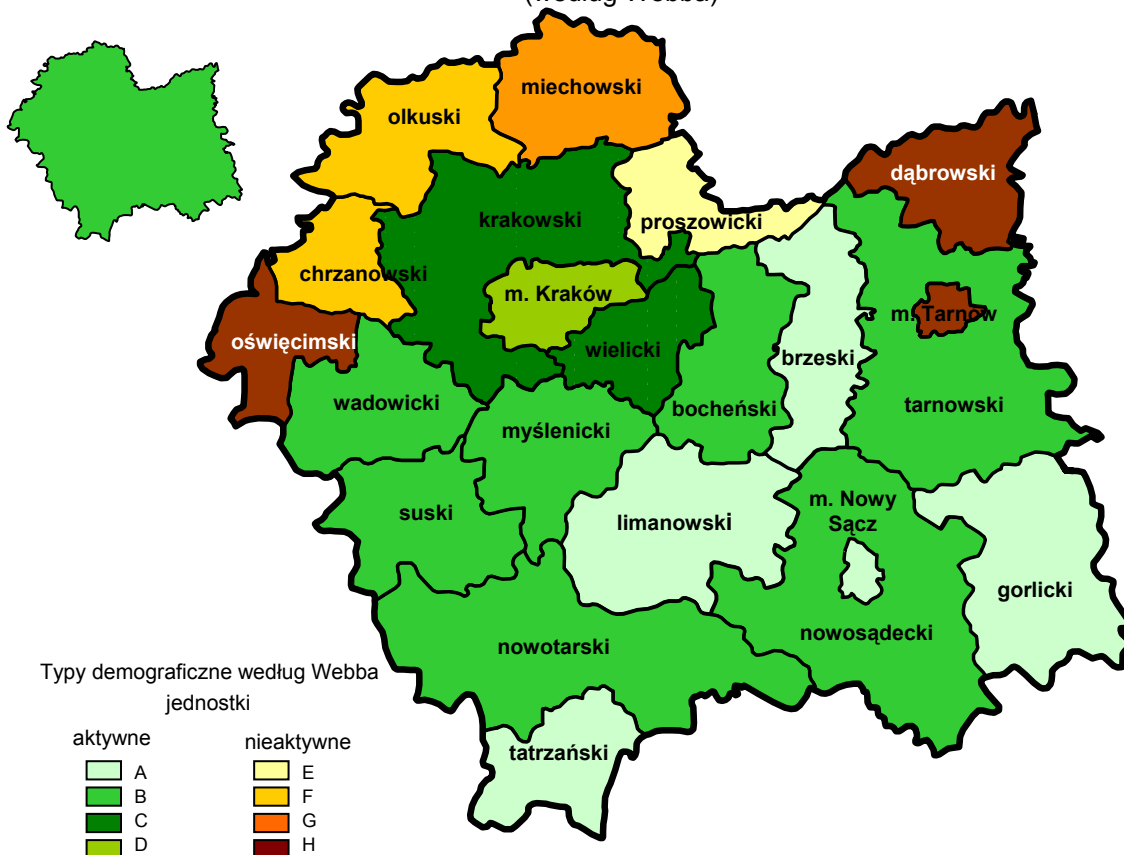 (według Webba)
miechowski
olkuski
dąbrowski
krakowski
proszowicki
chrzanowski
m. Kraków
m. Tarnów
oświęcimski
wielicki
brzeski
wadowicki
bocheński
tarnowski
myślenicki
m. Nowy
Sącz
suski
limanowski
gorlicki
nowosądecki
nowotarski
tatrzański
Typy demograficzne według Webba
jednostki
aktywne
nieaktywne
A
E
B
F
C
G
D
H